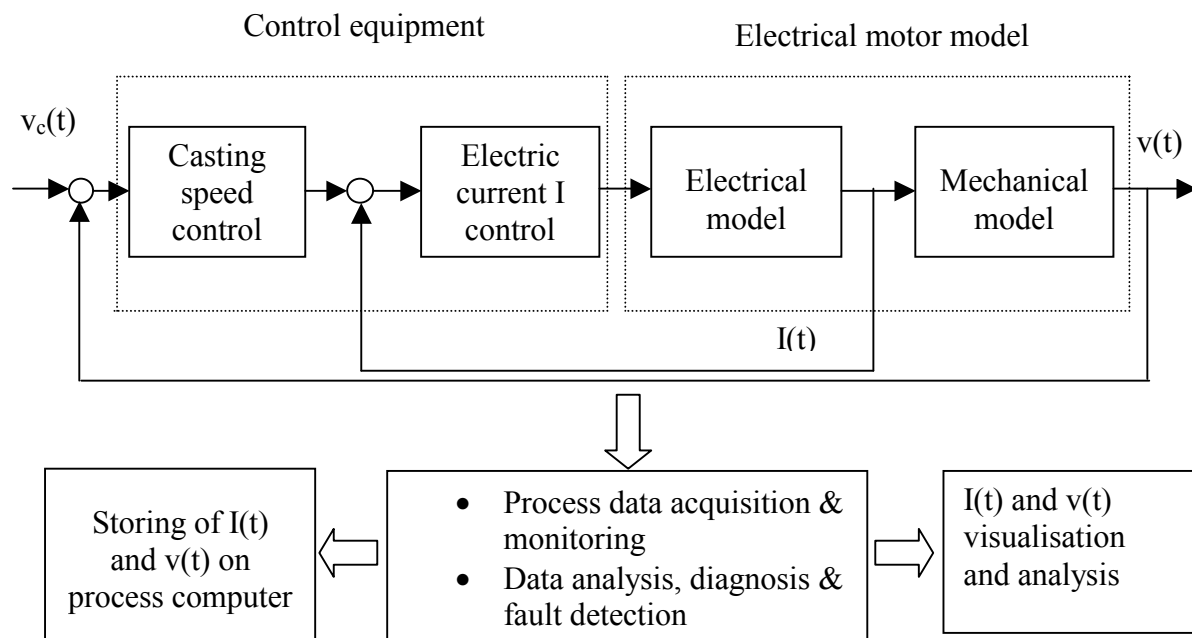 Control equipment
Electrical motor model
v_c(t)
Casting
speed
control
Electric
current I
control
Electrical
model
Mechanical
model
v(t)
I(t)
Storing of I(t)
and v(t) on
process computer
• Process data acquisition &
monitoring
• Data analysis, diagnosis &
fault detection
I(t) and v(t)
visualisation
and analysis